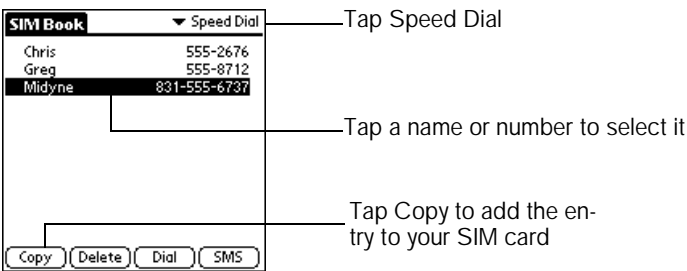 SIM Book ▼ Speed Dial
Chris 555-2676
Greg 555-8712
Midyne 831-555-6737
Copy Delete Dial SMS
Tap Speed Dial
Tap a name or number to select it
Tap Copy to add the en-
try to your SIM card